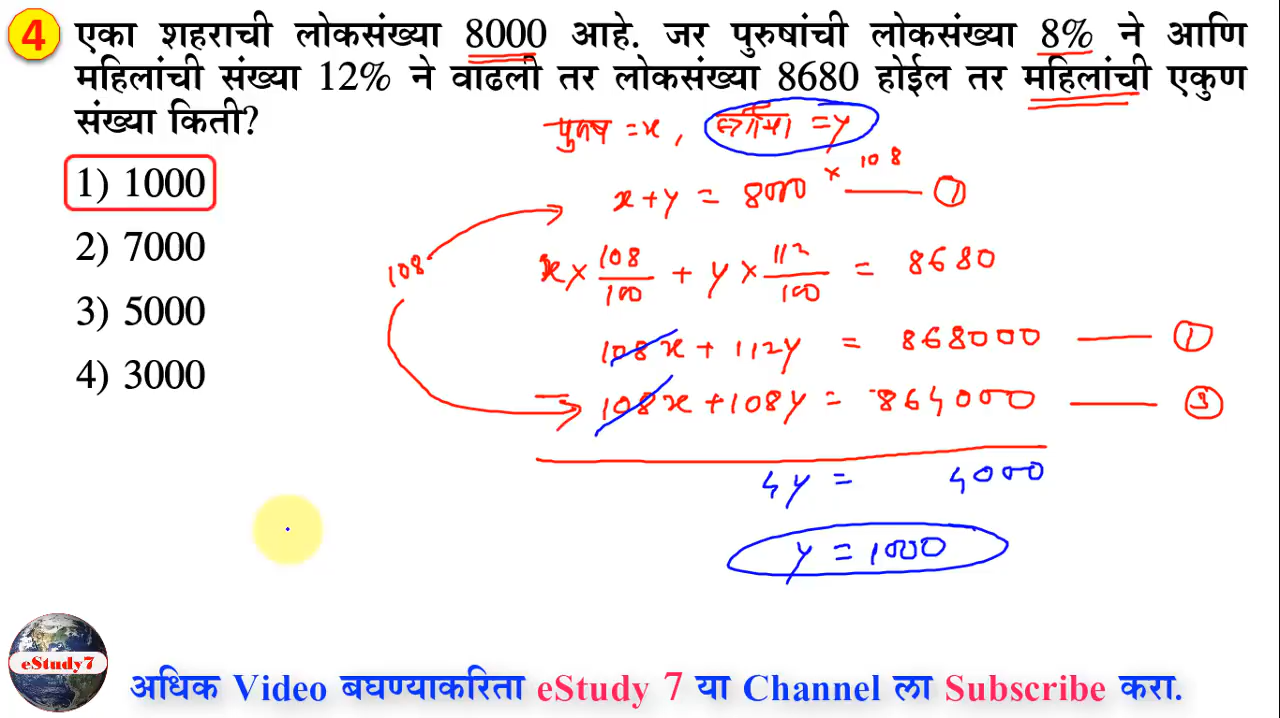 4 एका शहराची लोकसंख्या 8000 आहे. जर पुरुषांची लोकसंख्या 8% ने आणि
महिलांची संख्या 12% ने वाढली तर लोकसंख्या 8680 होईल तर महिलांची एकुण
संख्या किती?
पुरुष = x, = y
1) 1000
x + y = 8000 × 108 —— 1
2) 7000
108
x × 108/100 + y × 112/100 = 8680
3) 5000
108x + 112y = 868000 —— 1
4) 3000
108x + 108y = 864000 —— 3
4y = 4000
y = 1000
eStudy7
अधिक Video बघण्याकरिता eStudy 7 या Channel ला Subscribe करा.